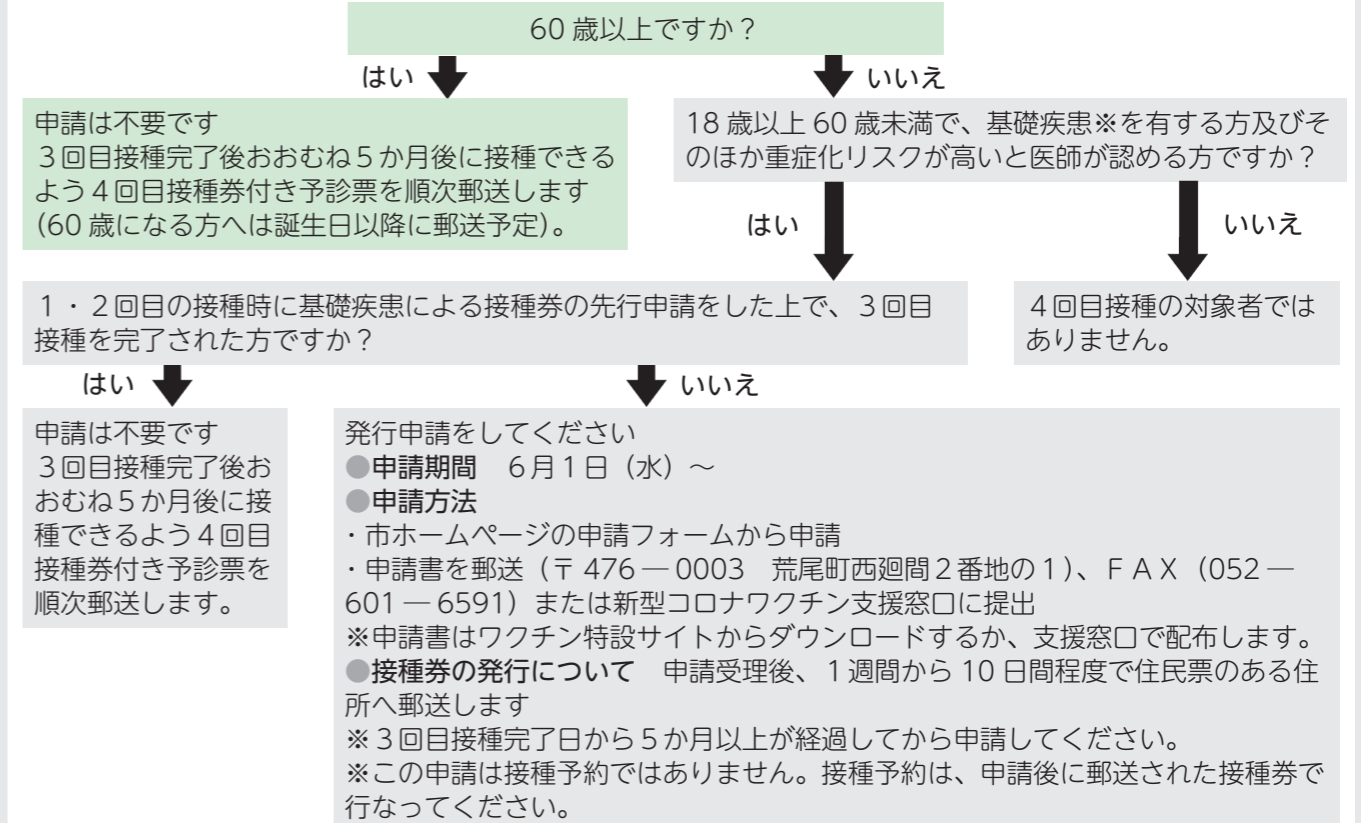 60歳以上ですか？
はい
いいえ
申請は不要です
３回目接種完了後おおむね５か月後に接種できる
よう４回目接種券付き予診票を順次郵送します
（60歳になる方へは誕生日以降に郵送予定）。
18歳以上60歳未満で、基礎疾患※を有する方及びそ
のほか重症化リスクが高いと医師が認める方ですか？
はい
いいえ
１・２回目の接種時に基礎疾患による接種券の先行申請をした上で、３回目
接種を完了された方ですか？
４回目接種の対象者では
ありません。
はい
いいえ
申請は不要です
３回目接種完了後お
おむね５か月後に接
種できるよう４回目
接種券付き予診票を
順次郵送します。
発行申請をしてください
●申請期間　６月１日（水）～
●申請方法
・市ホームページの申請フォームから申請
・申請書を郵送（〒476―0003　荒尾町西廻間２番地の１）、ＦＡＸ（052―
601―6591）または新型コロナワクチン支援窓口に提出
※申請書はワクチン特設サイトからダウンロードするか、支援窓口で配布します。
●接種券の発行について　申請受理後、１週間から10日間程度で住民票のある住
所へ郵送します
※３回目接種完了日から５か月以上が経過してから申請してください。
※この申請は接種予約ではありません。接種予約は、申請後に郵送された接種券で
行なってください。